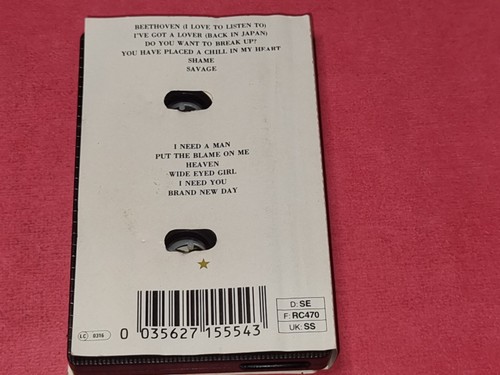 BEETHOVEN (I LOVE TO LISTEN TO)
I'VE GOT A LOVER (BACK IN JAPAN)
DO YOU WANT TO BREAK UP?
YOU HAVE PLACED A CHILL IN MY HEART
SHAME
SAVAGE
I NEED A MAN
PUT THE BLAME ON ME
HEAVEN
WIDE EYED GIRL
I NEED YOU
BRAND NEW DAY
LC 0316
0 035627 155543
D: SE
F: RC470
UK: SS